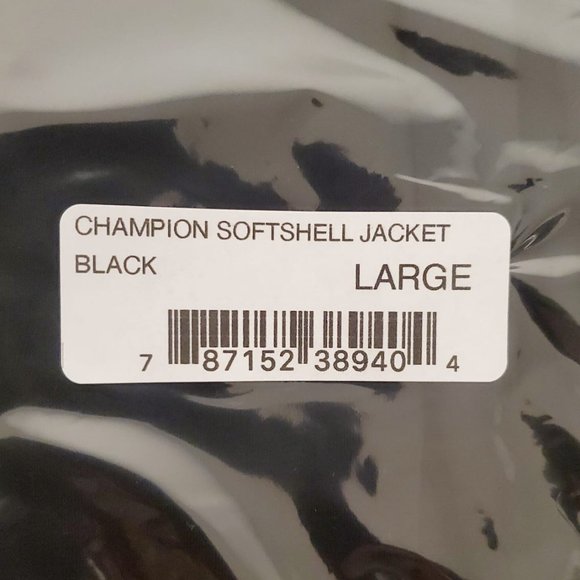 CHAMPION SOFTSHELL JACKET
BLACK LARGE
7 87152 38940 4